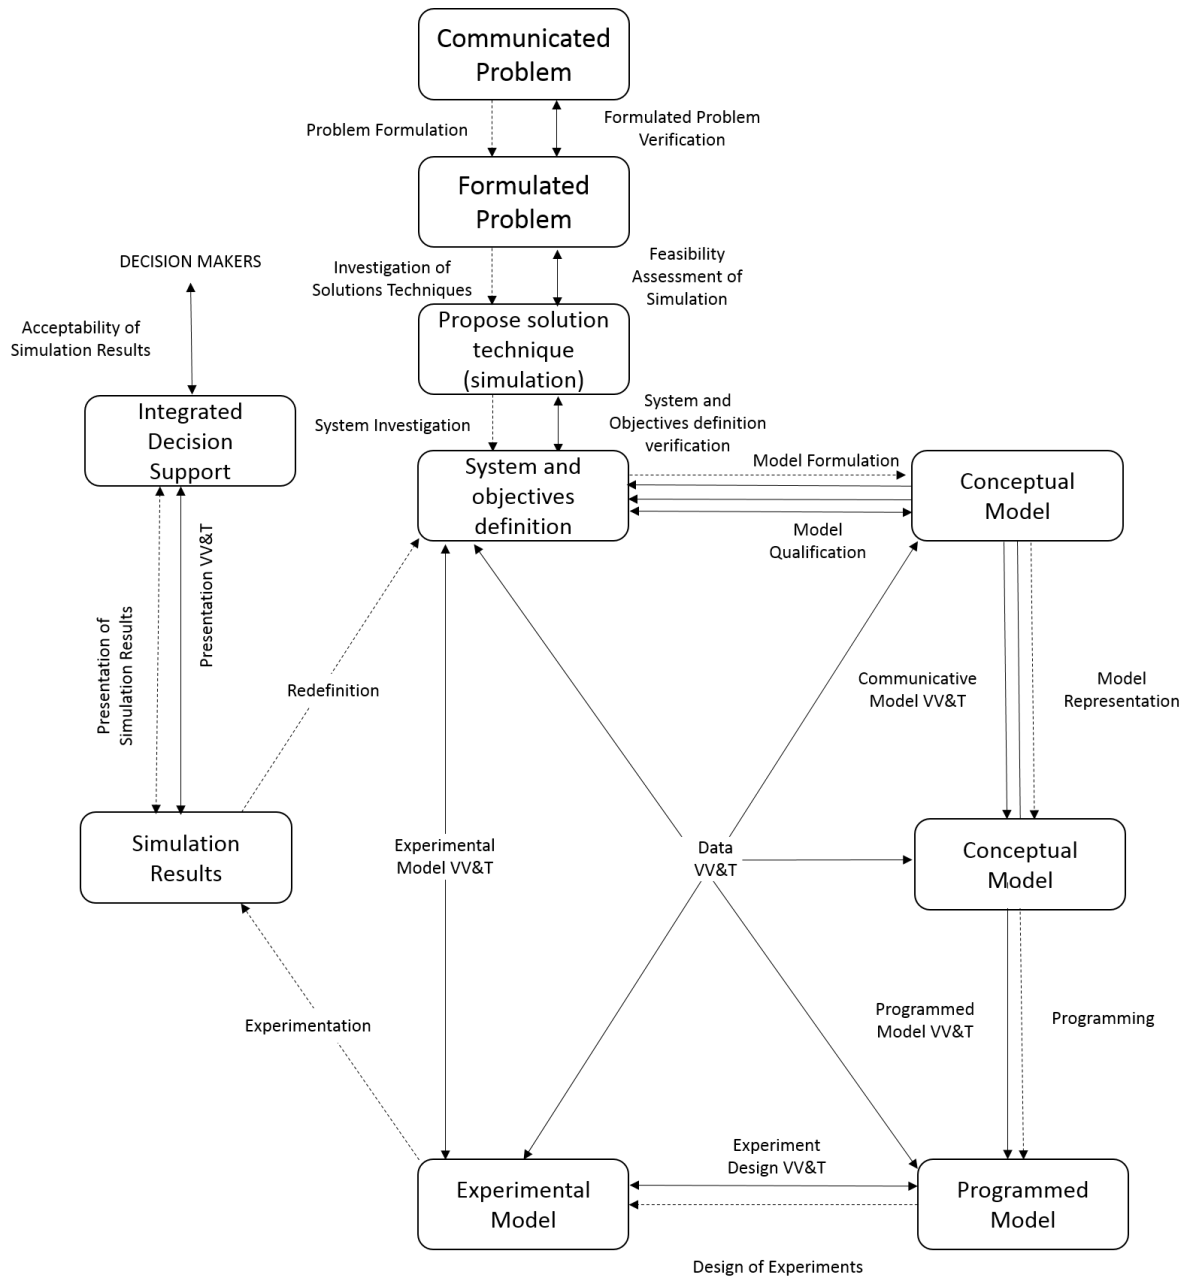 Communicated
Problem
Problem Formulation
Formulated Problem
Verification
Formulated
Problem
DECISION MAKERS
Investigation of
Solutions Techniques
Feasibility
Assessment of
Simulation
Acceptability of
Simulation Results
Propose solution
technique
(simulation)
Integrated
Decision
Support
System Investigation
System and
Objectives definition
verification
Model Formulation
System and
objectives
definition
Conceptual
Model
Model
Qualification
Presentation of
Simulation Results
Presentation VV&T
Redefinition
Communicative
Model VV&T
Model
Representation
Simulation
Results
Experimental
Model VV&T
Data
VV&T
Conceptual
Model
Experimentation
Programmed
Model VV&T
Programming
Experiment
Design VV&T
Experimental
Model
Programmed
Model
Design of Experiments